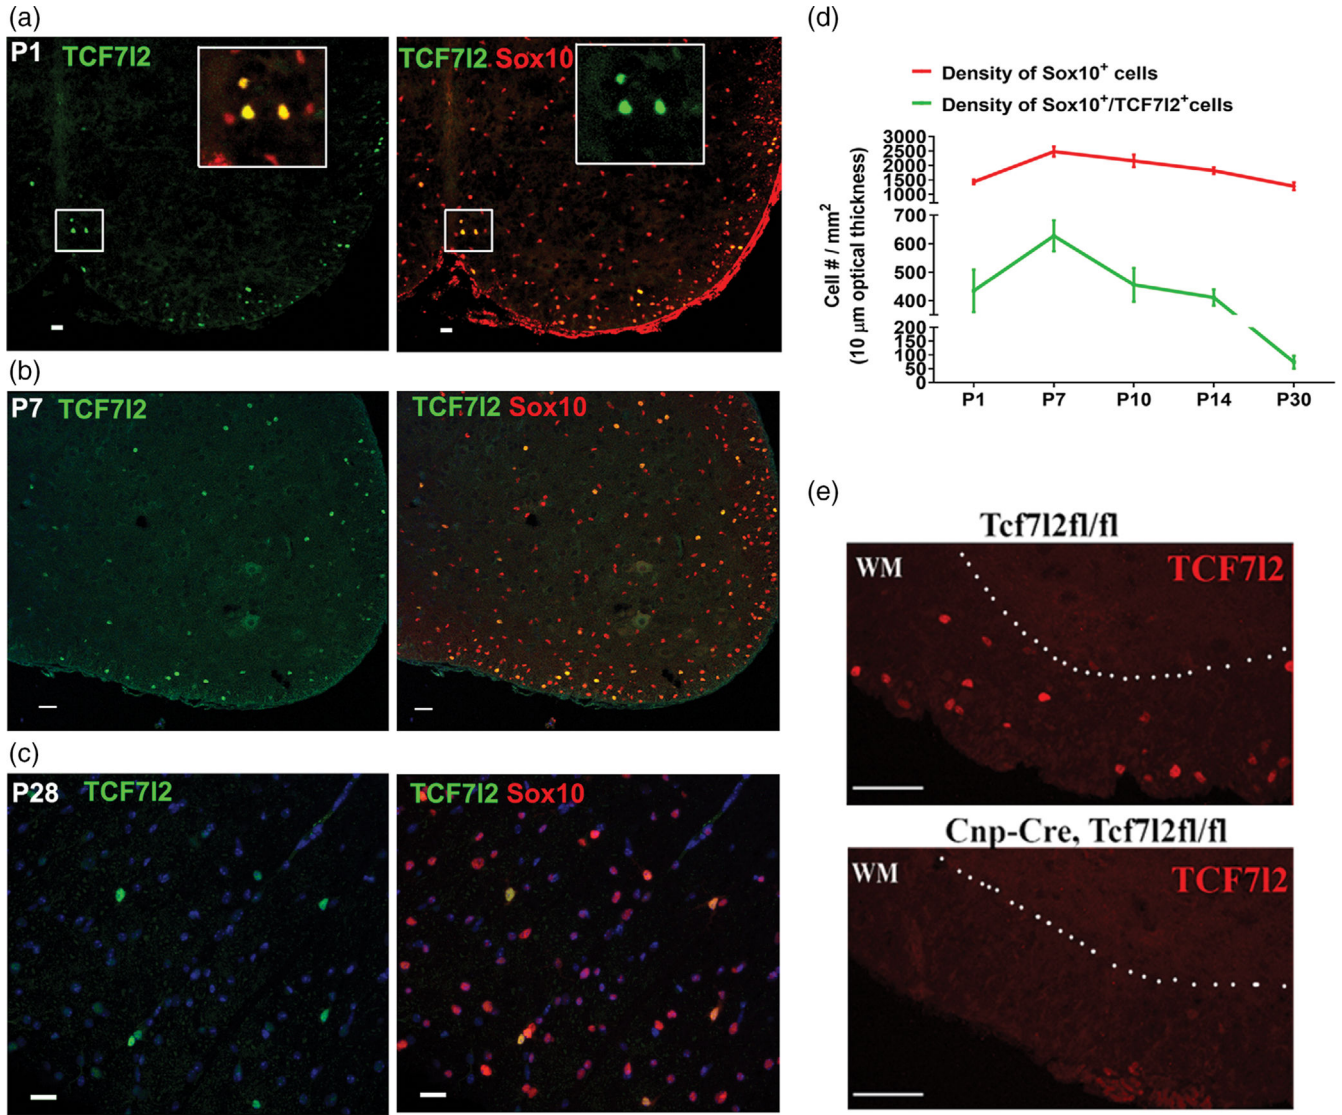 (a)
P1 TCF7l2
TCF7l2 Sox10
(b)
P7 TCF7l2
TCF7l2 Sox10
(c)
P28 TCF7l2
TCF7l2 Sox10
(d)
Density of Sox10⁺ cells
Density of Sox10⁺/TCF7l2⁺cells
Cell # / mm²
(10 µm optical thickness)
3000
2500
2000
1500
1000
700
600
500
400
200
150
100
50
0
P1 P7 P10 P14 P30
(e)
Tcf7l2fl/fl
WM TCF7l2
Cnp-Cre, Tcf7l2fl/fl
WM TCF7l2